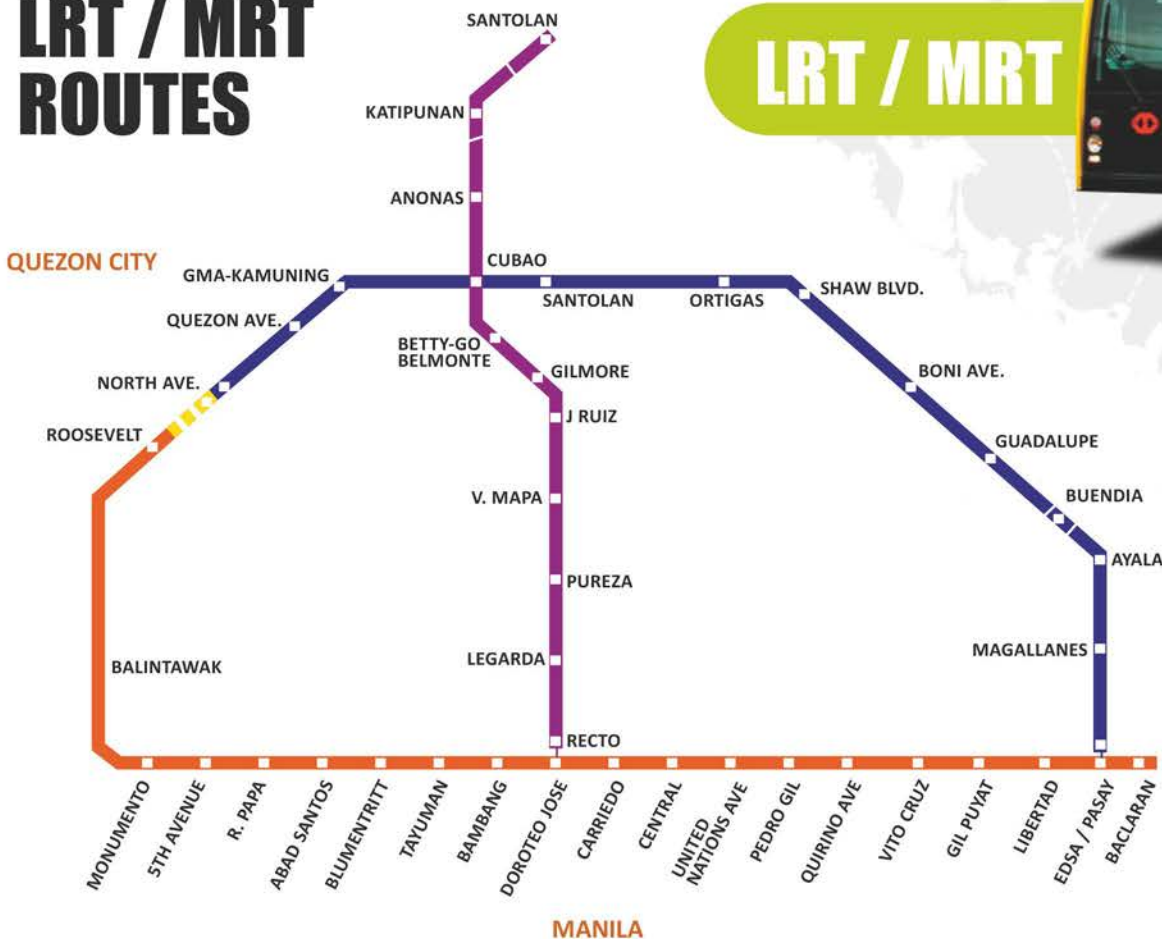 LRT / MRT
ROUTES
LRT / MRT
SANTOLAN
KATIPUNAN
ANONAS
QUEZON CITY
GMA-KAMUNING
CUBAO
SANTOLAN
ORTIGAS
SHAW BLVD.
QUEZON AVE.
BETTY-GO
BELMONTE
GILMORE
BONI AVE.
NORTH AVE.
J RUIZ
ROOSEVELT
GUADALUPE
V. MAPA
BUENDIA
AYALA
PUREZA
MAGALLANES
LEGARDA
BALINTAWAK
RECTO
MONUMENTO
5TH AVENUE
R. PAPA
ABAD SANTOS
BLUMENTRITT
TAYUMAN
BAMBANG
DOROTEO JOSE
CARRIEDO
CENTRAL
UNITED
NATIONS AVE
PEDRO GIL
QUIRINO AVE
VITO CRUZ
GIL PUYAT
LIBERTAD
EDSA / PASAY
BACLARAN
MANILA